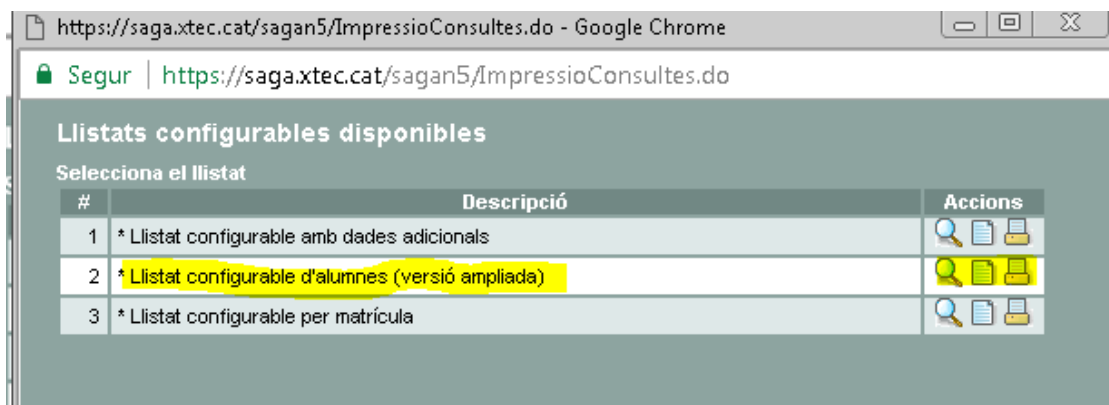 https://saga.xtec.cat/sagan5/ImpressioConsultes.do - Google Chrome
Segur | https://saga.xtec.cat/sagan5/ImpressioConsultes.do
Llistats configurables disponibles
Selecciona el llistat
# Descripció Accions
1 * Llistat configurable amb dades adicionals
2 * Llistat configurable d'alumnes (versió ampliada)
3 * Llistat configurable per matrícula